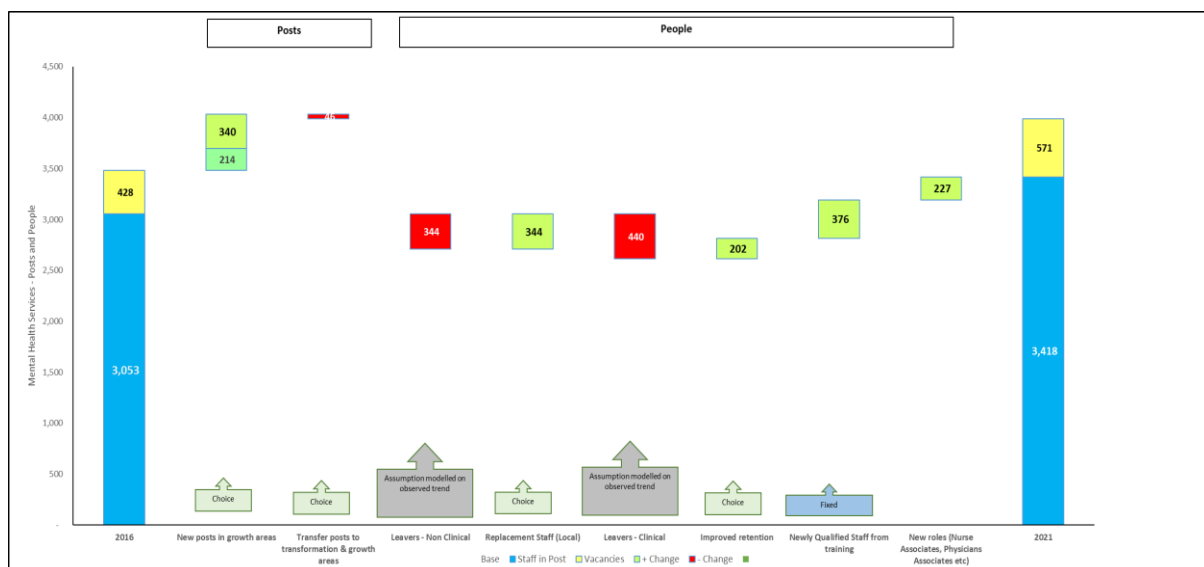 Posts
People
Mental Health Services - Posts and People
4,500
4,000
3,500
3,000
2,500
2,000
1,500
1,000
500
-
428
3,053
340
214
46
344
344
440
202
376
227
571
3,418
Choice
Choice
Assumption modelled on
observed trend
Choice
Assumption modelled on
observed trend
Choice
Fixed
2016
New posts in growth areas
Transfer posts to
transformation & growth
areas
Leavers - Non Clinical
Replacement Staff (Local)
Leavers - Clinical
Improved retention
Newly Qualified Staff from
training
New roles (Nurse
Associates, Physicians
Associates etc)
2021
Base
Staff in Post
Vacancies
+ Change
- Change